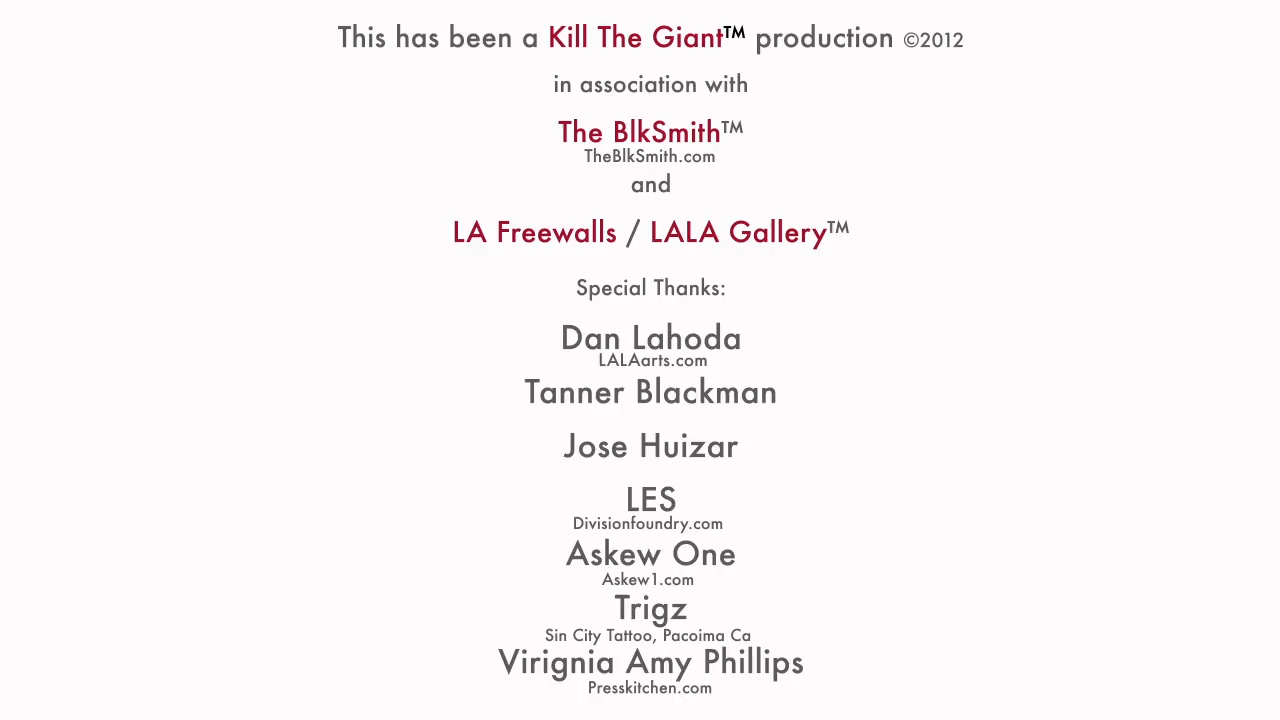 This has been a Kill The Giant™ production ©2012
in association with
The BlkSmith™
TheBlkSmith.com
and
LA Freewalls / LALA Gallery™
Special Thanks:
Dan Lahoda
LALAarts.com
Tanner Blackman
Jose Huizar
LES
Divisionfoundry.com
Askew One
Askew1.com
Trigz
Sin City Tattoo, Pacoima Ca
Virignia Amy Phillips
Presskitchen.com